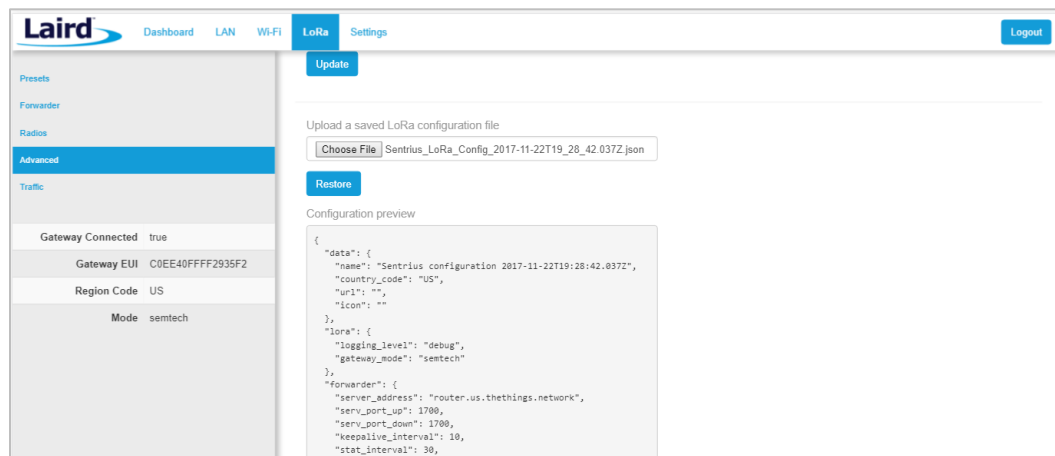 Laird
Dashboard LAN Wi-Fi LoRa Settings Logout
Presets
Forwarder
Radios
Advanced
Traffic
Gateway Connected true
Gateway EUI C0EE40FFFF2935F2
Region Code US
Mode semtech
Update
Upload a saved LoRa configuration file
Choose File Sentrius_LoRa_Config_2017-11-22T19_28_42.037Z.json
Restore
Configuration preview
{
"data": {
"name": "Sentrius configuration 2017-11-22T19:28:42.037Z",
"country_code": "US",
"url": "",
"icon": ""
},
"lora": {
"logging_level": "debug",
"gateway_mode": "semtech"
},
"forwarder": {
"server_address": "router.us.thethings.network",
"serv_port_up": 1700,
"serv_port_down": 1700,
"keepalive_interval": 10,
"stat_interval": 30,